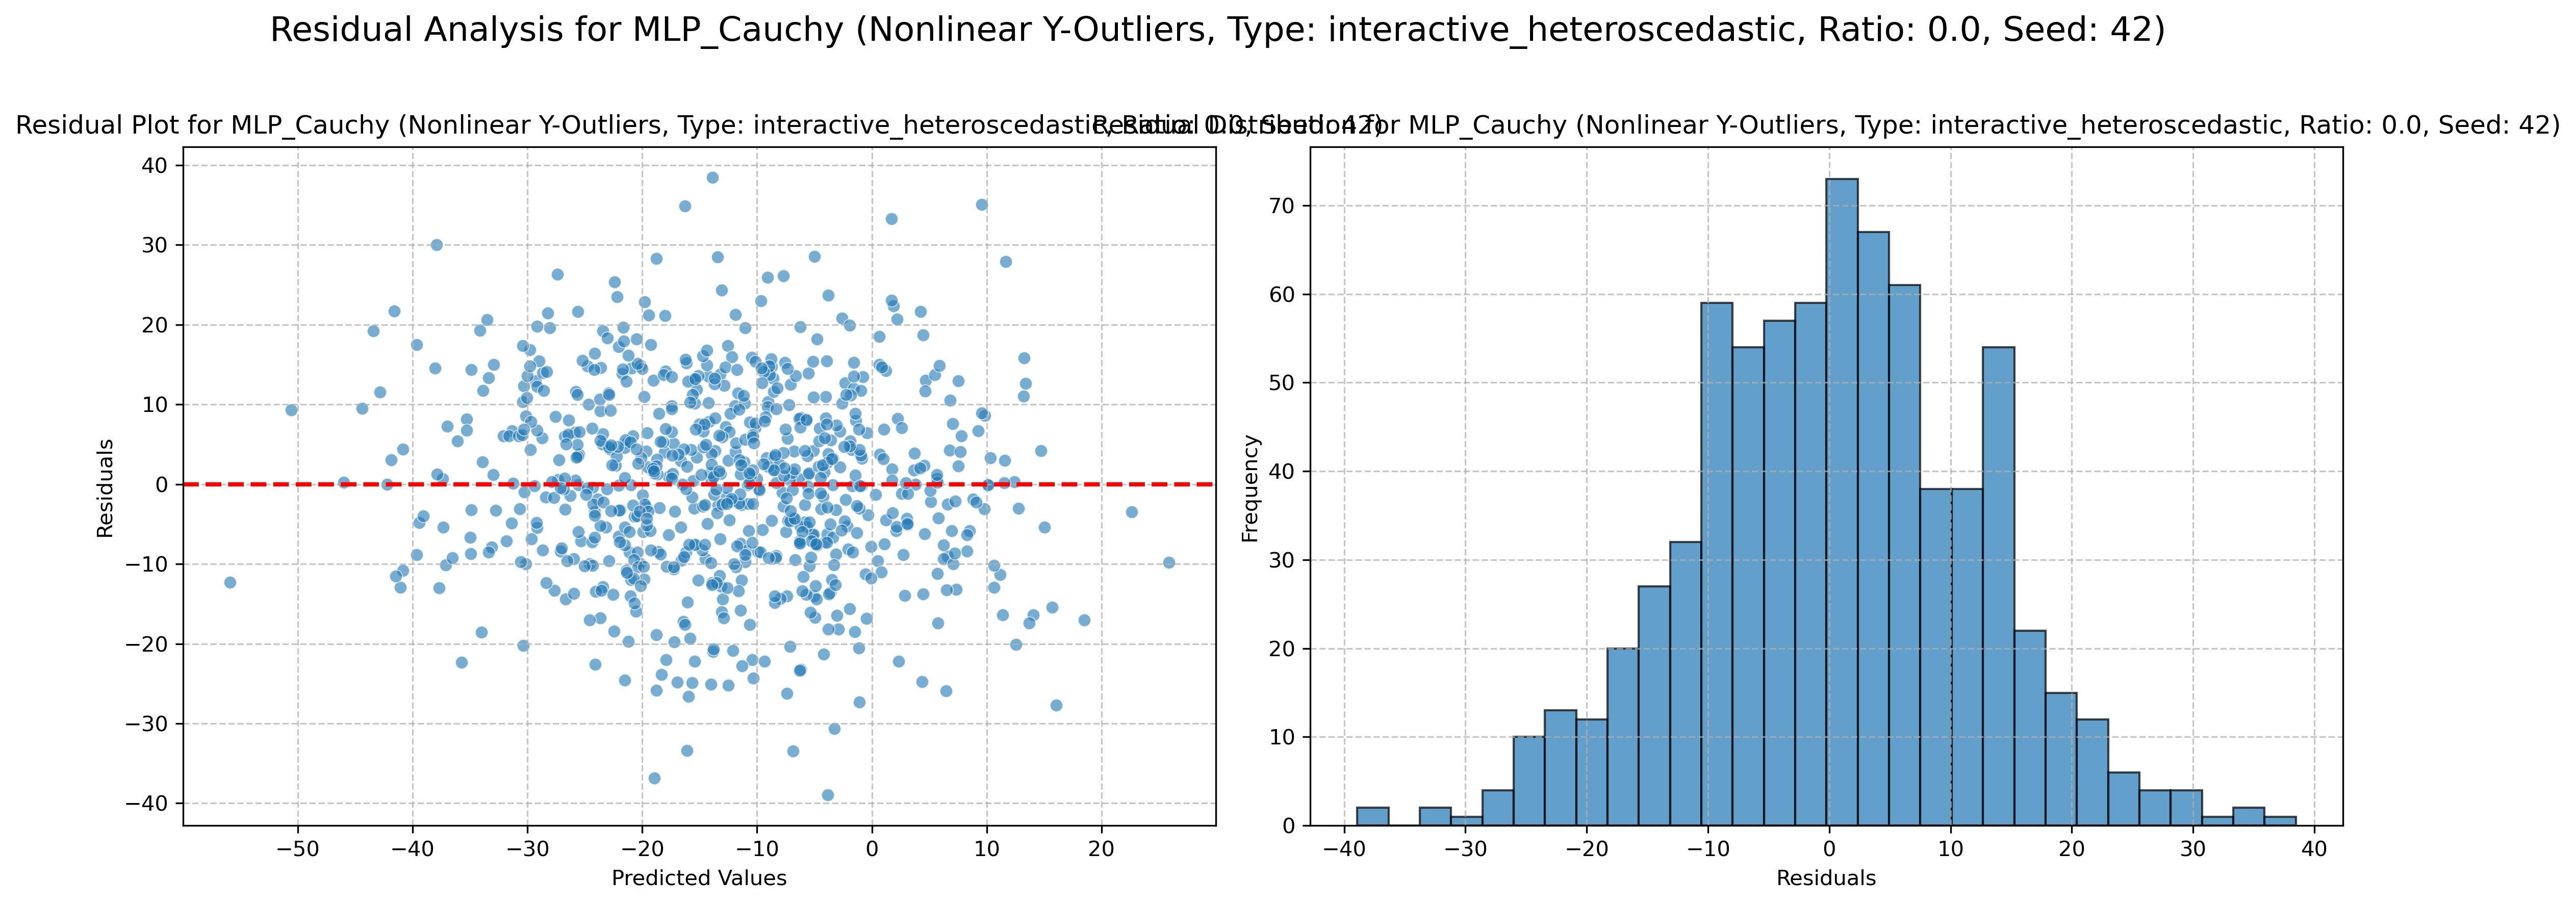 Residual Analysis for MLP_Cauchy (Nonlinear Y-Outliers, Type: interactive_heteroscedastic, Ratio: 0.0, Seed: 42)
Residual Plot for MLP_Cauchy (Nonlinear Y-Outliers, Type: interactive_heteroscedastic, Ratio: 0.0, Seed: 42)
Residual Distribution for MLP_Cauchy (Nonlinear Y-Outliers, Type: interactive_heteroscedastic, Ratio: 0.0, Seed: 42)
40
30
20
10
0
−10
−20
−30
−40
Residuals
−50 −40 −30 −20 −10 0 10 20
Predicted Values
70
60
50
40
30
20
10
0
Frequency
−40 −30 −20 −10 0 10 20 30 40
Residuals